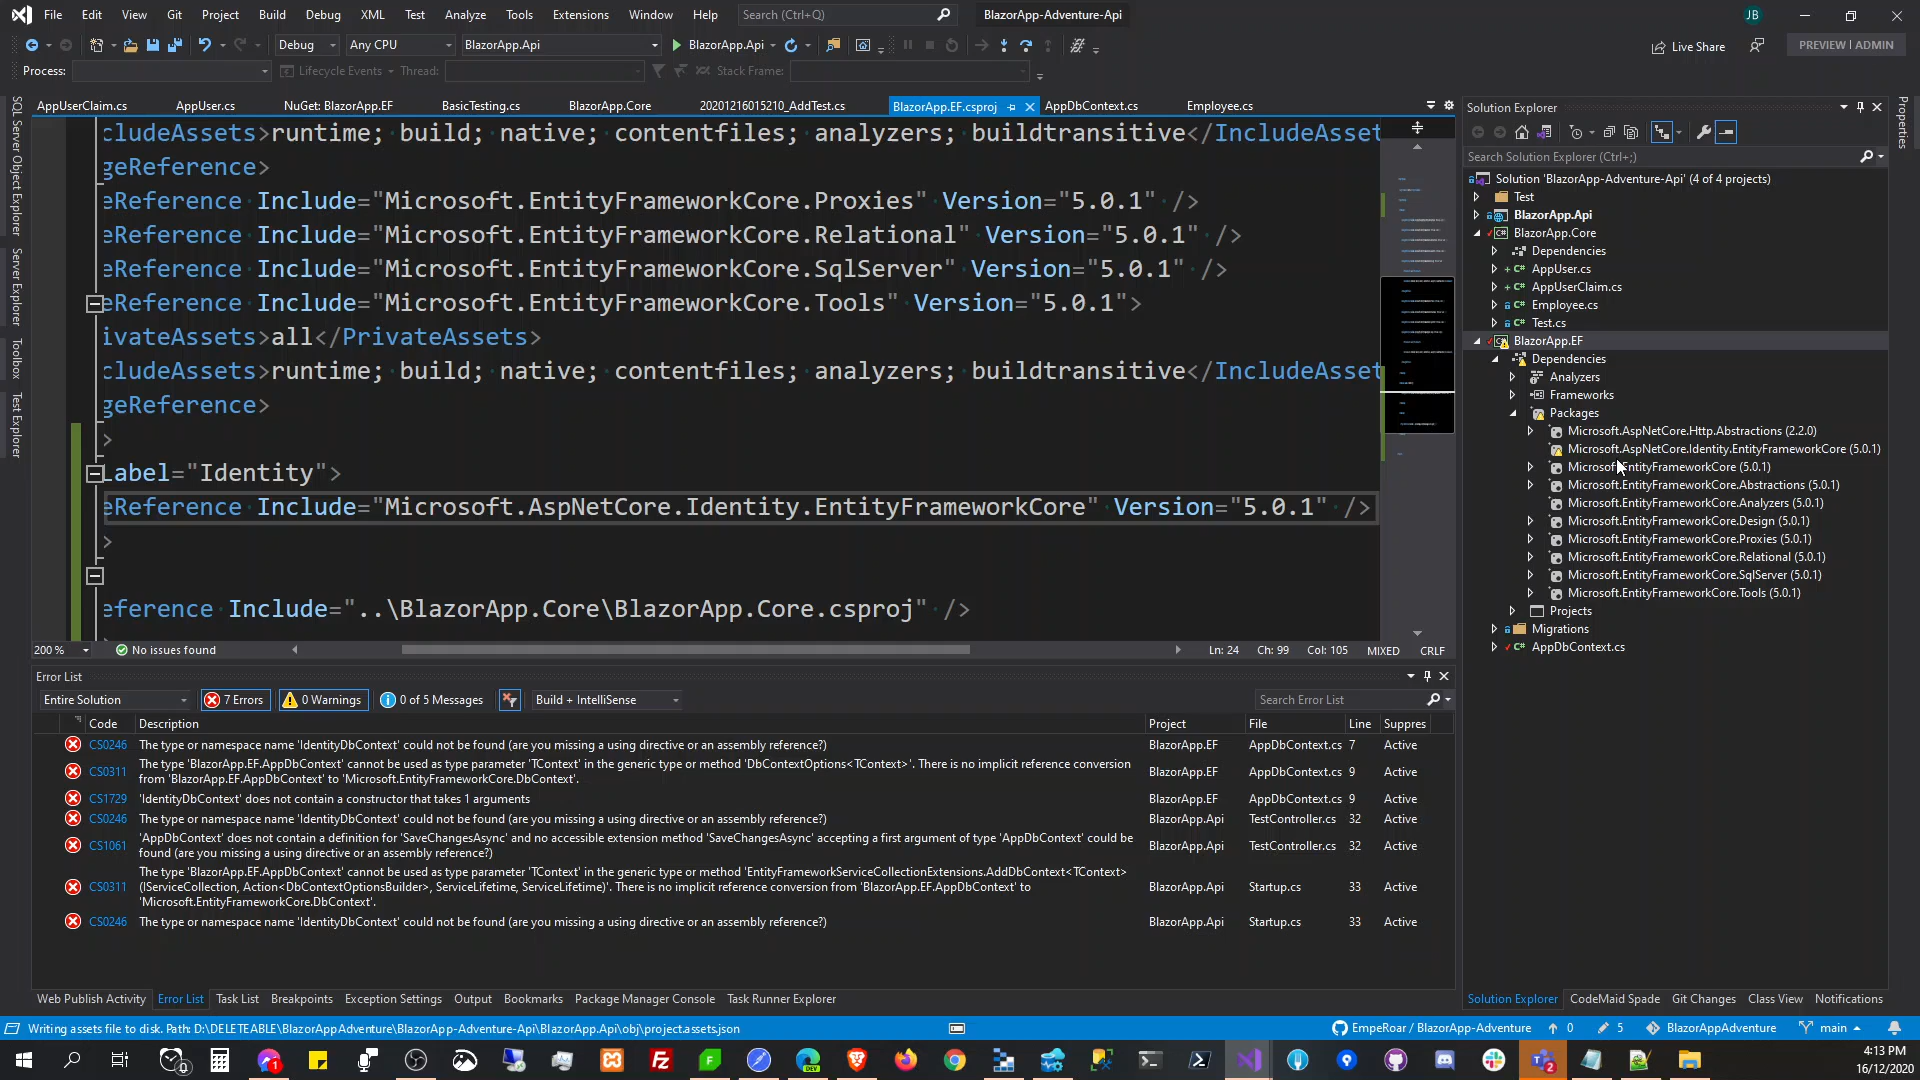 File Edit View Git Project Build Debug XML Test Analyze Tools Extensions Window Help Search (Ctrl+Q) BlazorApp-Adventure-Api JB
Debug Any CPU BlazorApp.Api BlazorApp.Api Live Share PREVIEW | ADMIN
Process: Lifecycle Events Thread: Stack Frame:
SQL Server Object Explorer
Server Explorer
Toolbox
Test Explorer
AppUserClaim.cs AppUser.cs NuGet: BlazorApp.EF BasicTesting.cs BlazorApp.Core 20201216015210_AddTest.cs BlazorApp.EF.csproj AppDbContext.cs Employee.cs
cludeAssets>runtime; build; native; contentfiles; analyzers; buildtransitive</IncludeAsset
geReference>
eReference Include="Microsoft.EntityFrameworkCore.Proxies" Version="5.0.1" />
eReference Include="Microsoft.EntityFrameworkCore.Relational" Version="5.0.1" />
eReference Include="Microsoft.EntityFrameworkCore.SqlServer" Version="5.0.1" />
eReference Include="Microsoft.EntityFrameworkCore.Tools" Version="5.0.1">
ivateAssets>all</PrivateAssets>
cludeAssets>runtime; build; native; contentfiles; analyzers; buildtransitive</IncludeAsset
geReference>
>
Label="Identity">
eReference Include="Microsoft.AspNetCore.Identity.EntityFrameworkCore" Version="5.0.1" />
>
eference Include="..\BlazorApp.Core\BlazorApp.Core.csproj" />
200 % No issues found Ln: 24 Ch: 99 Col: 105 MIXED CRLF
Error List
Entire Solution 7 Errors 0 Warnings 0 of 5 Messages Build + IntelliSense Search Error List
Code Description Project File Line Suppres
CS0246 The type or namespace name 'IdentityDbContext' could not be found (are you missing a using directive or an assembly reference?) BlazorApp.EF AppDbContext.cs 7 Active
CS0311 The type 'BlazorApp.EF.AppDbContext' cannot be used as type parameter 'TContext' in the generic type or method 'DbContextOptions<TContext>'. There is no implicit reference conversion
from 'BlazorApp.EF.AppDbContext' to 'Microsoft.EntityFrameworkCore.DbContext'. BlazorApp.EF AppDbContext.cs 9 Active
CS1729 'IdentityDbContext' does not contain a constructor that takes 1 arguments BlazorApp.EF AppDbContext.cs 9 Active
CS0246 The type or namespace name 'IdentityDbContext' could not be found (are you missing a using directive or an assembly reference?) BlazorApp.Api TestController.cs 32 Active
CS1061 'AppDbContext' does not contain a definition for 'SaveChangesAsync' and no accessible extension method 'SaveChangesAsync' accepting a first argument of type 'AppDbContext' could be
found (are you missing a using directive or an assembly reference?) BlazorApp.Api TestController.cs 32 Active
The type 'BlazorApp.EF.AppDbContext' cannot be used as type parameter 'TContext' in the generic type or method 'EntityFrameworkServiceCollectionExtensions.AddDbContext<TContext>
CS0311 (IServiceCollection, Action<DbContextOptionsBuilder>, ServiceLifetime, ServiceLifetime)'. There is no implicit reference conversion from 'BlazorApp.EF.AppDbContext' to BlazorApp.Api Startup.cs 33 Active
'Microsoft.EntityFrameworkCore.DbContext'.
CS0246 The type or namespace name 'IdentityDbContext' could not be found (are you missing a using directive or an assembly reference?) BlazorApp.Api Startup.cs 33 Active
Web Publish Activity Error List Task List Breakpoints Exception Settings Output Bookmarks Package Manager Console Task Runner Explorer
Solution Explorer
Search Solution Explorer (Ctrl+;)
Solution 'BlazorApp-Adventure-Api' (4 of 4 projects)
Test
BlazorApp.Api
BlazorApp.Core
Dependencies
AppUser.cs
AppUserClaim.cs
Employee.cs
Test.cs
BlazorApp.EF
Dependencies
Analyzers
Frameworks
Packages
Microsoft.AspNetCore.Http.Abstractions (2.2.0)
Microsoft.AspNetCore.Identity.EntityFrameworkCore (5.0.1)
Microsoft.EntityFrameworkCore (5.0.1)
Microsoft.EntityFrameworkCore.Abstractions (5.0.1)
Microsoft.EntityFrameworkCore.Analyzers (5.0.1)
Microsoft.EntityFrameworkCore.Design (5.0.1)
Microsoft.EntityFrameworkCore.Proxies (5.0.1)
Microsoft.EntityFrameworkCore.Relational (5.0.1)
Microsoft.EntityFrameworkCore.SqlServer (5.0.1)
Microsoft.EntityFrameworkCore.Tools (5.0.1)
Projects
Migrations
AppDbContext.cs
Solution Explorer CodeMaid Spade Git Changes Class View Notifications
Properties
Writing assets file to disk. Path: D:\DELETEABLE\BlazorAppAdventure\BlazorApp-Adventure-Api\BlazorApp.Api\obj\project.assets.json EmpeRoar / BlazorApp-Adventure 0 5 BlazorAppAdventure main
4:13 PM
16/12/2020